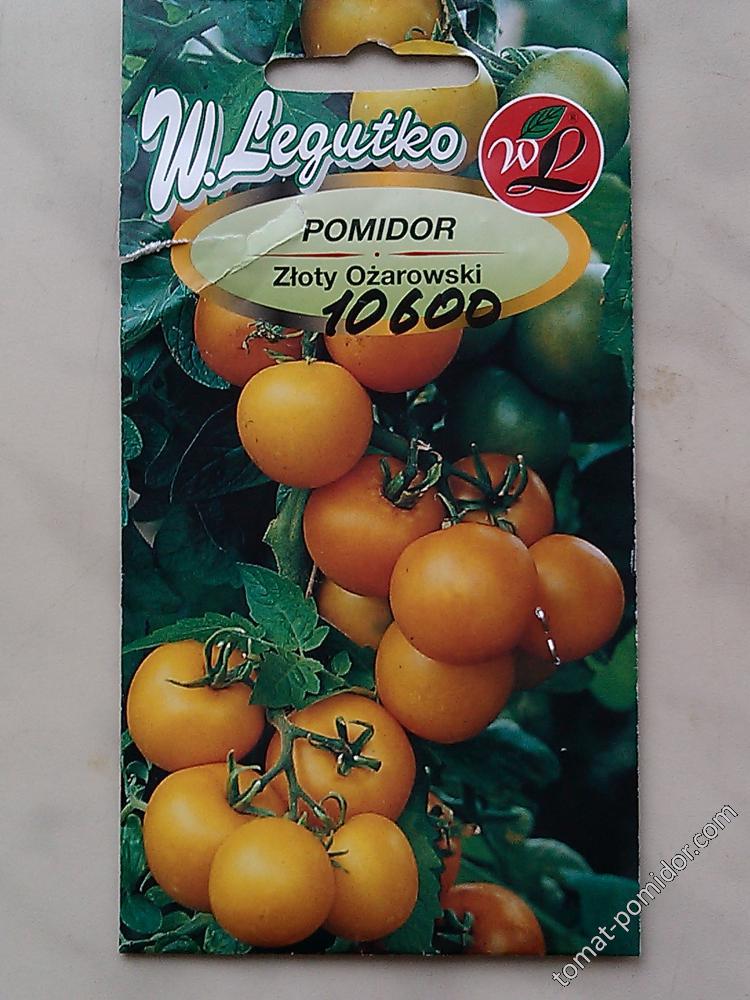 W. Legutko
WL
®
POMIDOR
Złoty Ożarowski
10600
tomat-pomidor.com